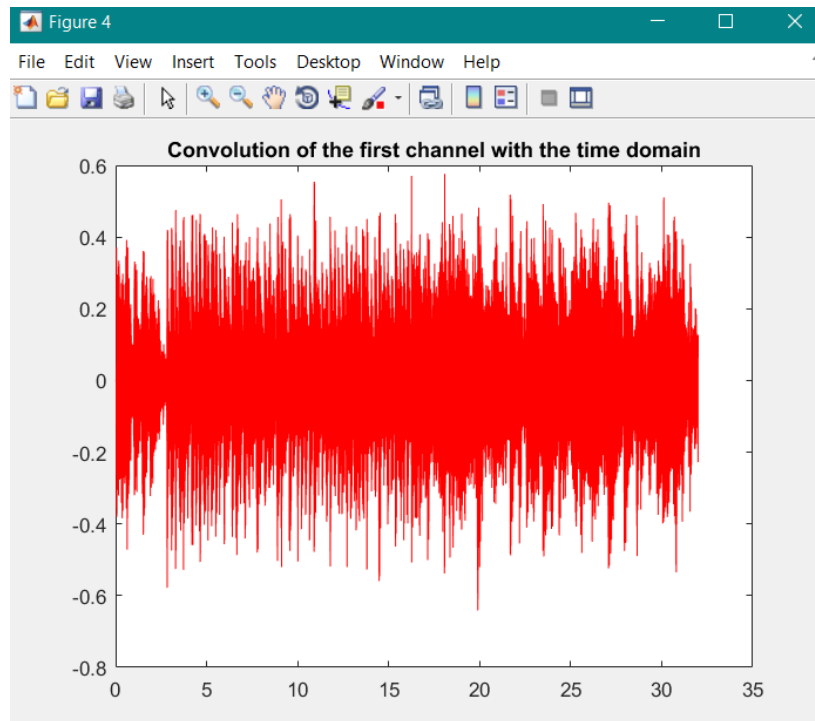 Figure 4
File Edit View Insert Tools Desktop Window Help
Convolution of the first channel with the time domain
0.6
0.4
0.2
0
-0.2
-0.4
-0.6
-0.8
0 5 10 15 20 25 30 35